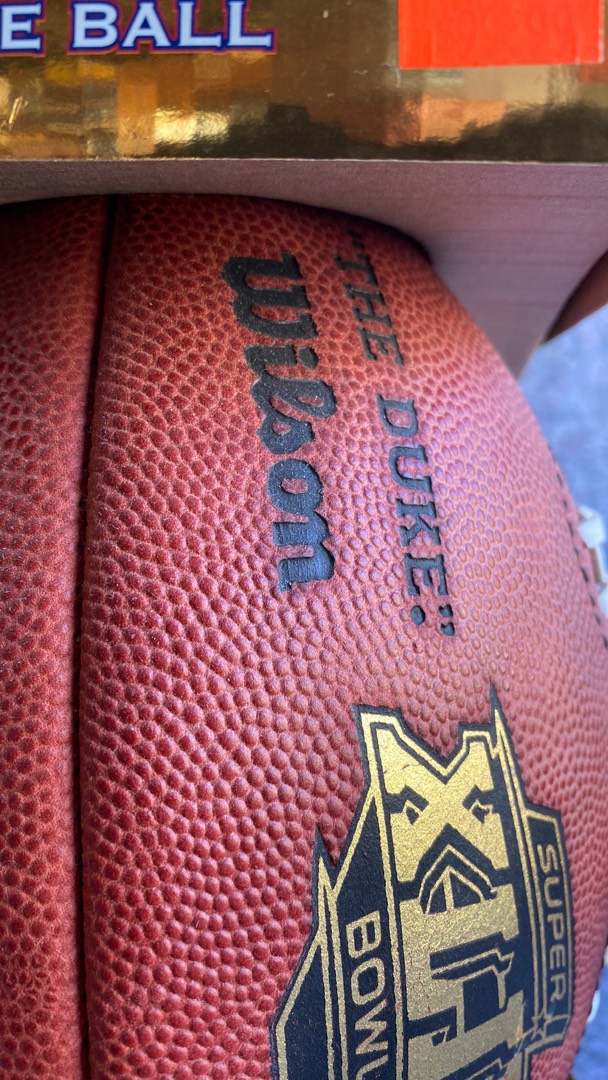 E BALL
"THE DUKE."
Wilson
SUPER
BOWL